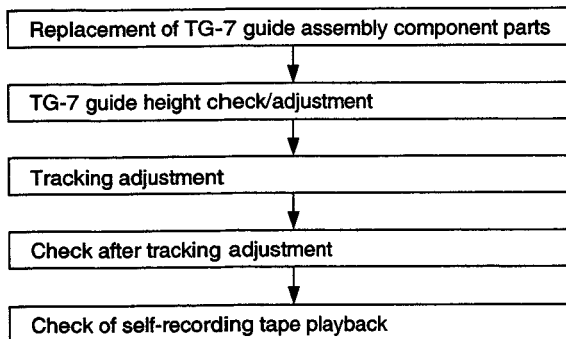 Replacement of TG-7 guide assembly component parts
TG-7 guide height check/adjustment
Tracking adjustment
Check after tracking adjustment
Check of self-recording tape playback